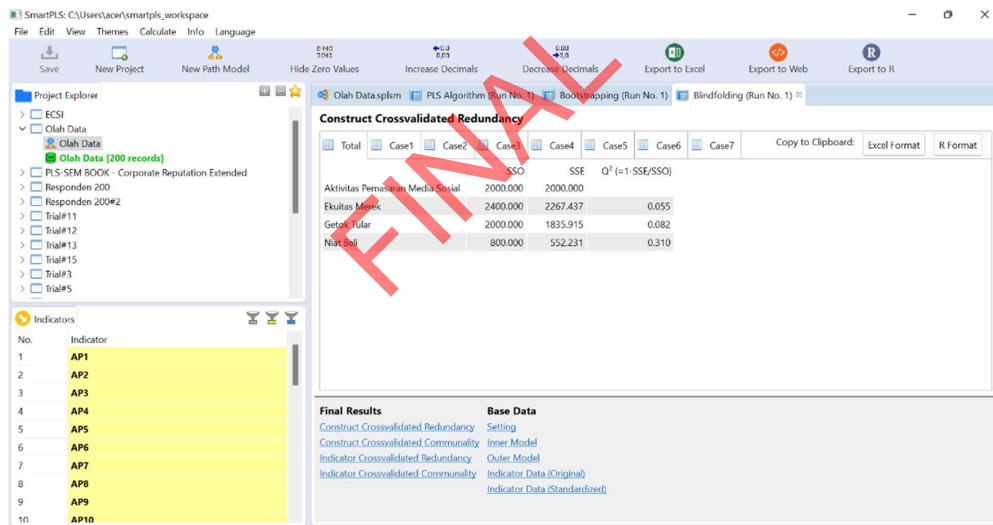 SmartPLS: C:\Users\acer\smartpls_workspace
File Edit View Themes Calculate Info Language
Save New Project New Path Model Hide Zero Values Increase Decimals Decrease Decimals Export to Excel Export to Web Export to R
Project Explorer
ECSI
Olah Data
Olah Data
Olah Data [200 records]
PLS-SEM BOOK - Corporate Reputation Extended
Responden 200
Responden 200#2
Trial#11
Trial#12
Trial#13
Trial#15
Trial#3
Trial#5
Indicators
No. Indicator
1 AP1
2 AP2
3 AP3
4 AP4
5 AP5
6 AP6
7 AP7
8 AP8
9 AP9
10 AP10
Olah Data.splsm PLS Algorithm (Run No. 1) Bootstrapping (Run No. 1) Blindfolding (Run No. 1)
Construct Crossvalidated Redundancy
Total Case1 Case2 Case3 Case4 Case5 Case6 Case7 Copy to Clipboard: Excel Format R Format
SSO SSE Q² (=1-SSE/SSO)
Aktivitas Pemasaran Media Sosial 2000.000 2000.000
Ekuitas Merek 2400.000 2267.437 0.055
Getok Tular 2000.000 1835.915 0.082
Niat Beli 800.000 552.231 0.310
FINAL
Final Results Base Data
Construct Crossvalidated Redundancy Setting
Construct Crossvalidated Communality Inner Model
Indicator Crossvalidated Redundancy Outer Model
Indicator Crossvalidated Communality Indicator Data (Original)
Indicator Data (Standardized)